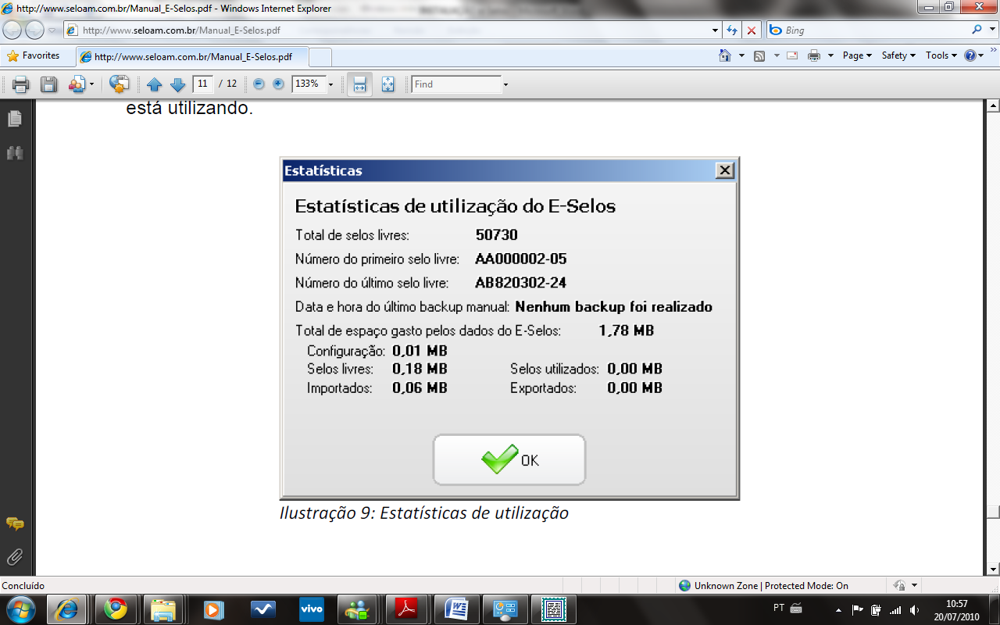 http://www.seloam.com.br/Manual_E-Selos.pdf - Windows Internet Explorer
http://www.seloam.com.br/Manual_E-Selos.pdf
Bing
Favorites
http://www.seloam.com.br/Manual_E-Selos.pdf
Page
Safety
Tools
11 / 12
133%
Find
está utilizando.
Estatísticas
Estatísticas de utilização do E-Selos
Total de selos livres: 50730
Número do primeiro selo livre: AA000002-05
Número do último selo livre: AB820302-24
Data e hora do último backup manual: Nenhum backup foi realizado
Total de espaço gasto pelos dados do E-Selos: 1,78 MB
Configuração: 0,01 MB
Selos livres: 0,18 MB Selos utilizados: 0,00 MB
Importados: 0,06 MB Exportados: 0,00 MB
OK
Ilustração 9: Estatísticas de utilização
Concluído
Unknown Zone | Protected Mode: On
vivo
PT
10:57
20/07/2010